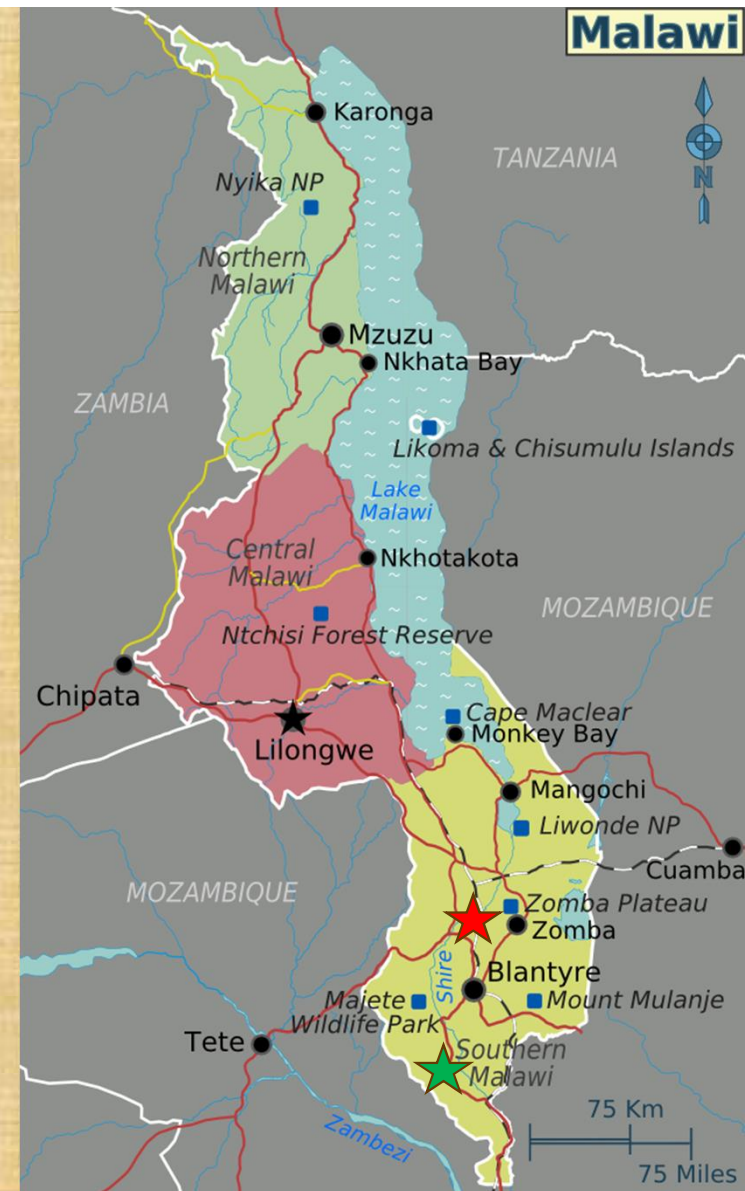 Malawi
Karonga
TANZANIA
N
Nyika NP
Northern
Malawi
Mzuzu
Nkhata Bay
ZAMBIA
Likoma & Chisumulu Islands
Lake
Malawi
Central
Malawi
Nkhotakota
MOZAMBIQUE
Ntchisi Forest Reserve
Chipata
Cape Maclear
Monkey Bay
Lilongwe
Mangochi
Liwonde NP
Cuamba
MOZAMBIQUE
Zomba Plateau
Zomba
Shire
Blantyre
Majete
Wildlife Park
Mount Mulanje
Tete
Southern
Malawi
Zambezi
75 Km
75 Miles